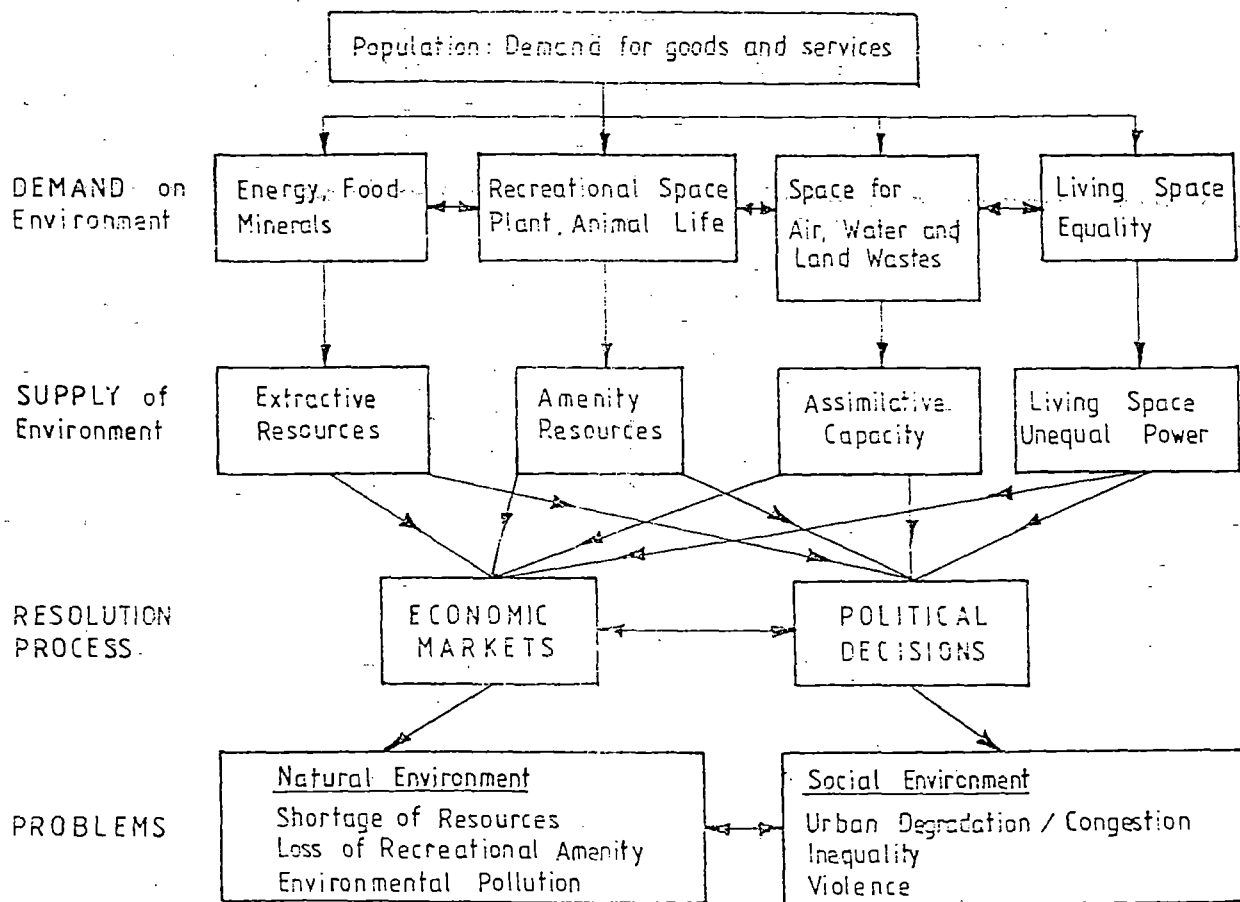 Population: Demand for goods and services
DEMAND on
Environment
Energy, Food
Minerals
Recreational Space
Plant, Animal Life
Space for
Air, Water and
Land Wastes
Living Space
Equality
SUPPLY of
Environment
Extractive
Resources
Amenity
Resources
Assimilative
Capacity
Living Space
Unequal Power
RESOLUTION
PROCESS
ECONOMIC
MARKETS
POLITICAL
DECISIONS
PROBLEMS
Natural Environment
Shortage of Resources
Loss of Recreational Amenity
Environmental Pollution
Social Environment
Urban Degradation / Congestion
Inequality
Violence